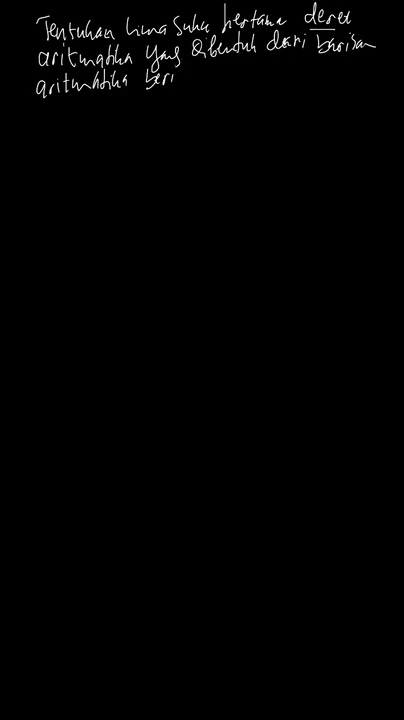 Tentukan lima suku pertama deret
aritmatika yang dibentuk dari barisan
aritmatika beri